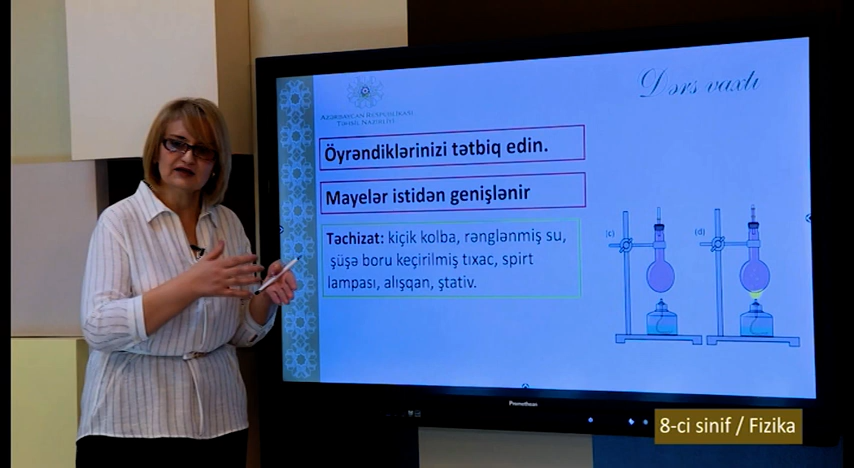 Dərs vaxtı
AZƏRBAYCAN RESPUBLİKASI
TƏHSİL NAZİRLİYİ
Öyrəndiklərinizi tətbiq edin.
Mayelər istidən genişlənir
Təchizat: kiçik kolba, rənglənmiş su,
şüşə boru keçirilmiş tıxac, spirt
lampası, alışqan, ştativ.
(c)
(d)
Promethean
8-ci sinif / Fizika